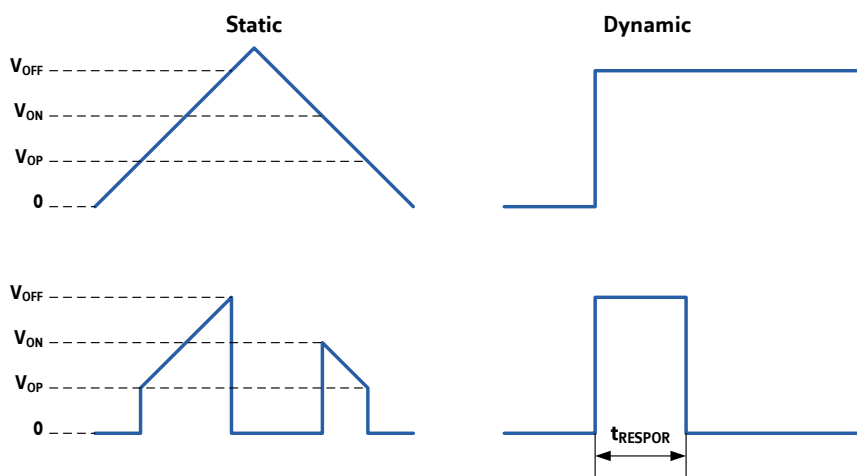 Static
Dynamic
VOFF
VON
VOP
0
VOFF
VON
VOP
0
tRESPOR